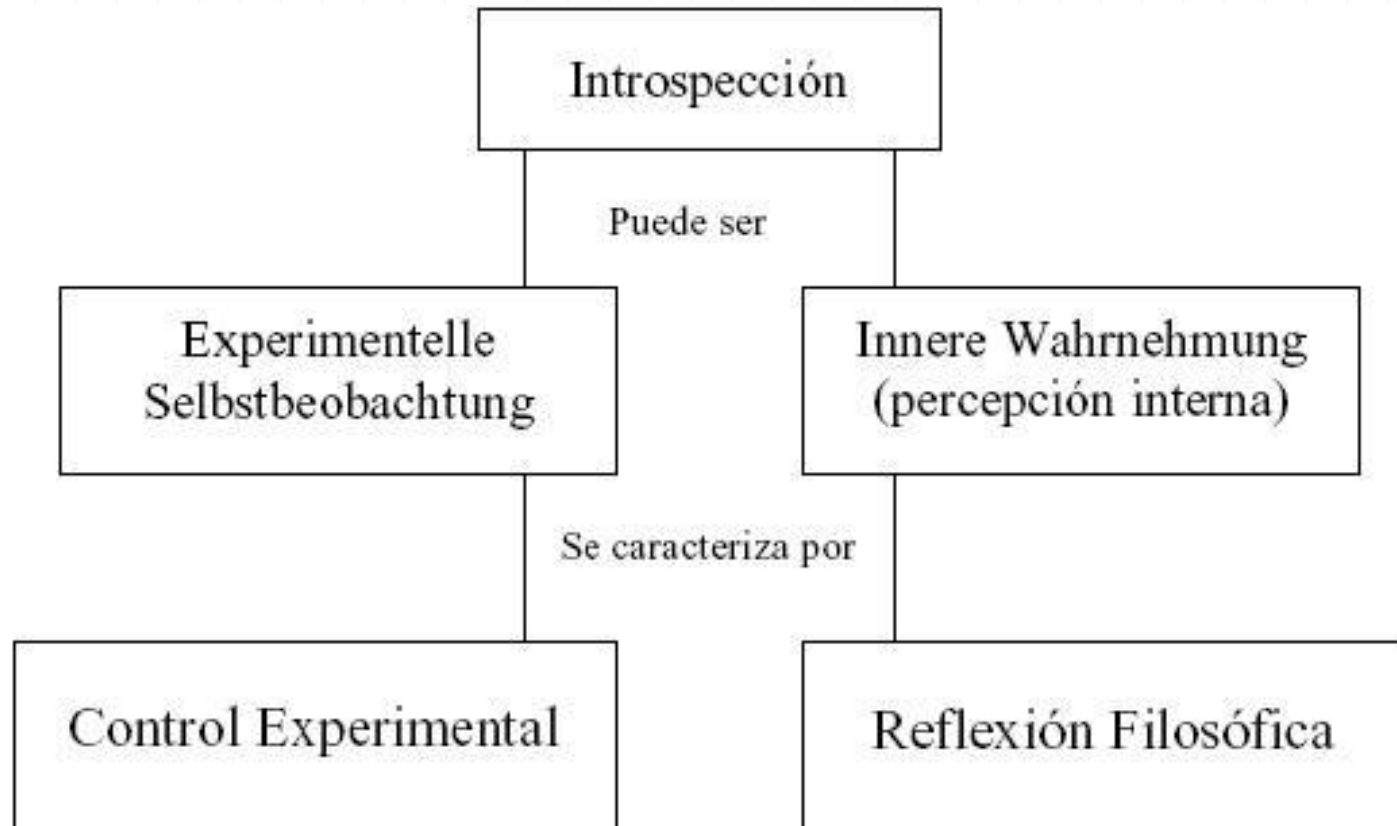 Introspección
Puede ser
Experimentelle
Selbstbeobachtung
Innere Wahrnehmung
(percepción interna)
Se caracteriza por
Control Experimental
Reflexión Filosófica